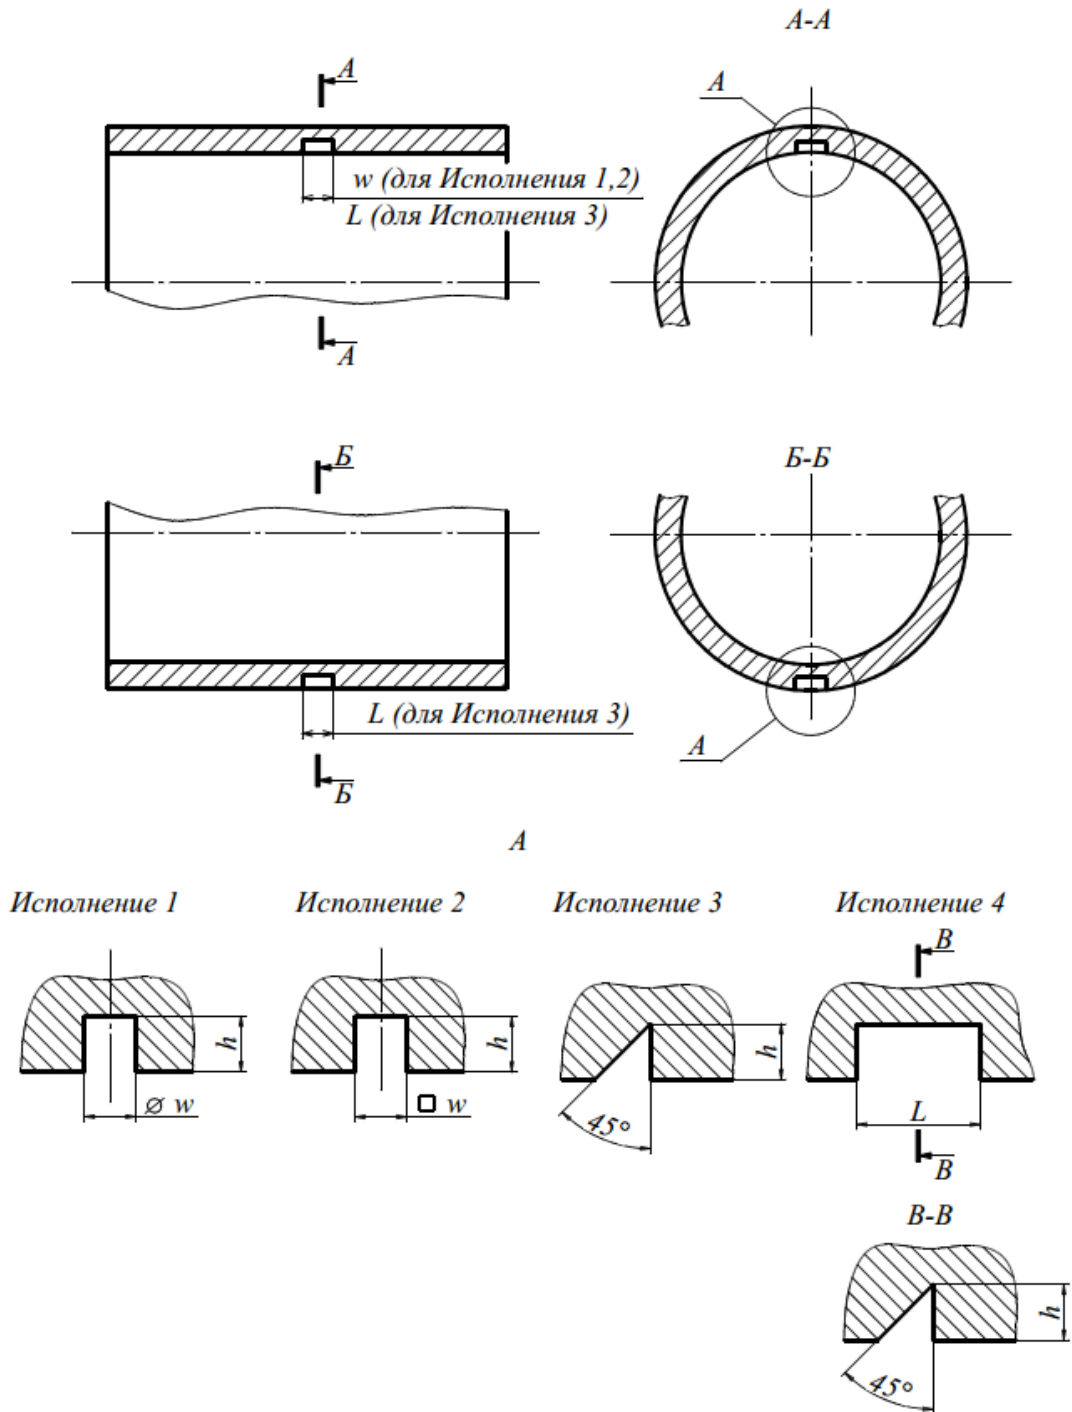 А-А
А
А
w (для Исполнения 1,2)
L (для Исполнения 3)
А
Б
Б-Б
L (для Исполнения 3)
А
Б
А
Исполнение 1
Исполнение 2
Исполнение 3
Исполнение 4
В
h
h
h
⌀ w
□ w
45°
L
В
В-В
h
45°